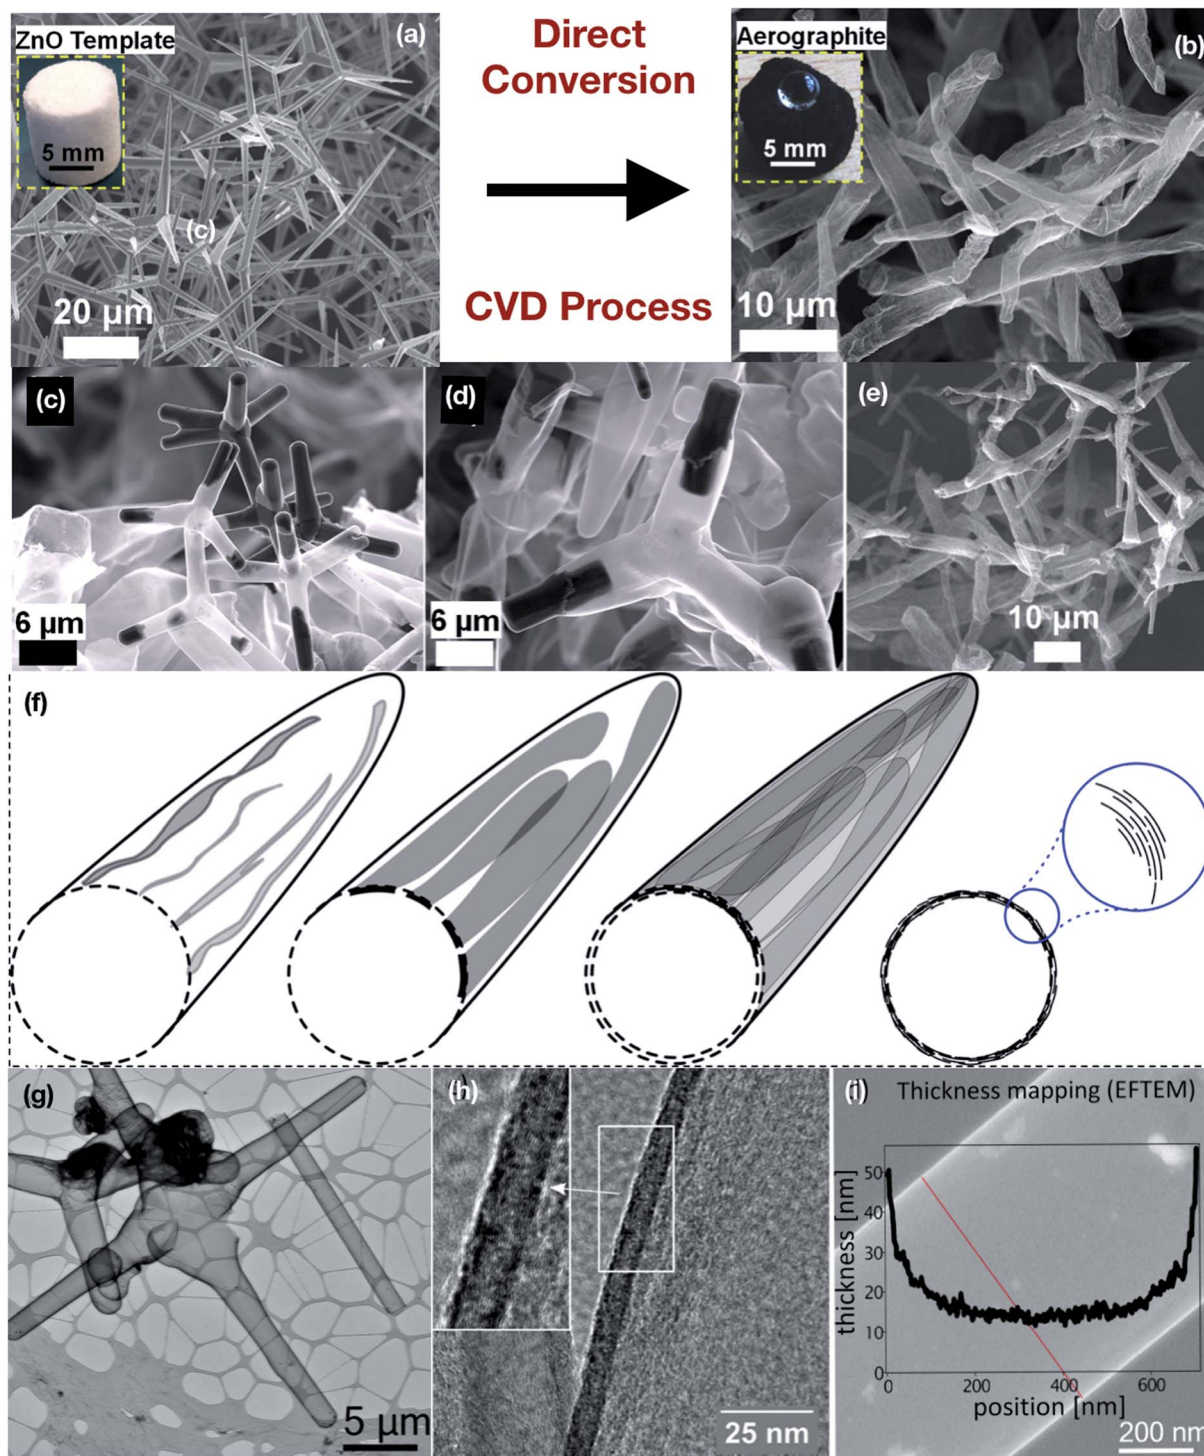 ZnO Template
(a)
5 mm
(c)
20 µm
Direct
Conversion
CVD Process
Aerographite
(b)
5 mm
10 µm
(c)
6 µm
(d)
6 µm
(e)
10 µm
(f)
(g)
5 µm
(h)
25 nm
(i)
Thickness mapping (EFTEM)
thickness [nm]
50
40
30
20
10
0
0 200 400 600
position [nm]
200 nm